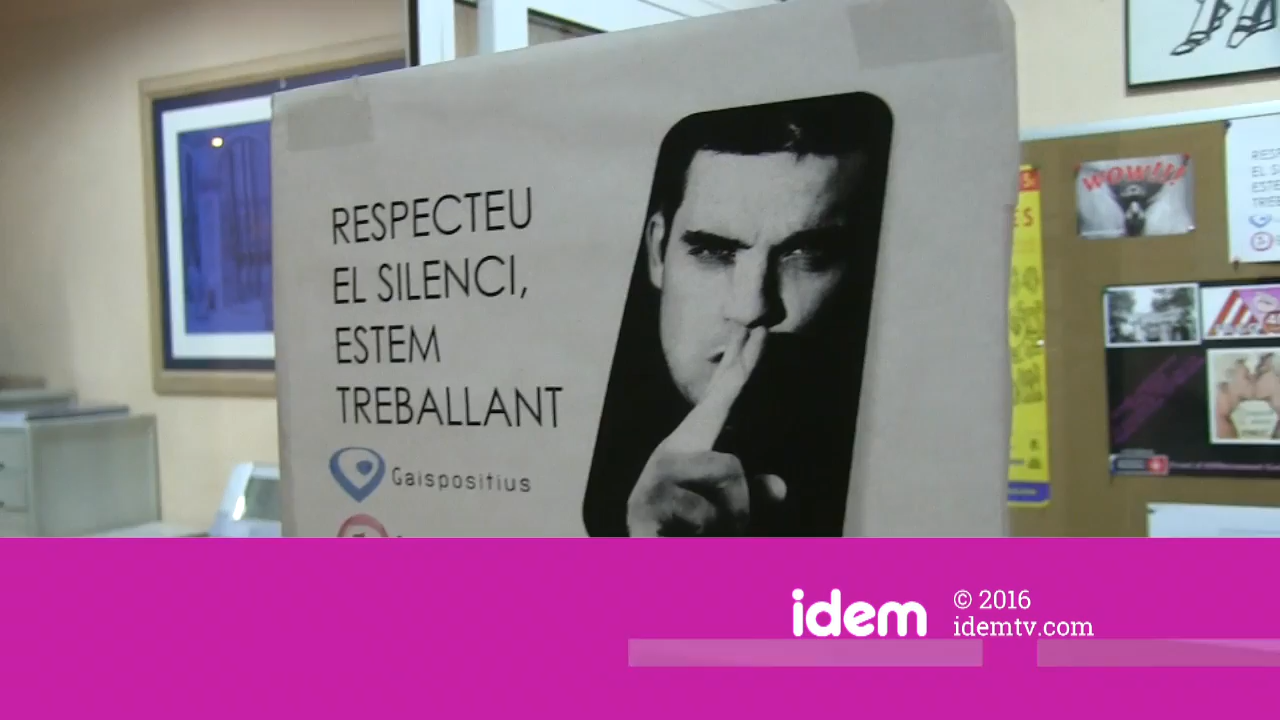 RESPECTEU
EL SILENCI,
ESTEM
TREBALLANT
Gaispositius
WOW!!!
idem
© 2016
idemtv.com